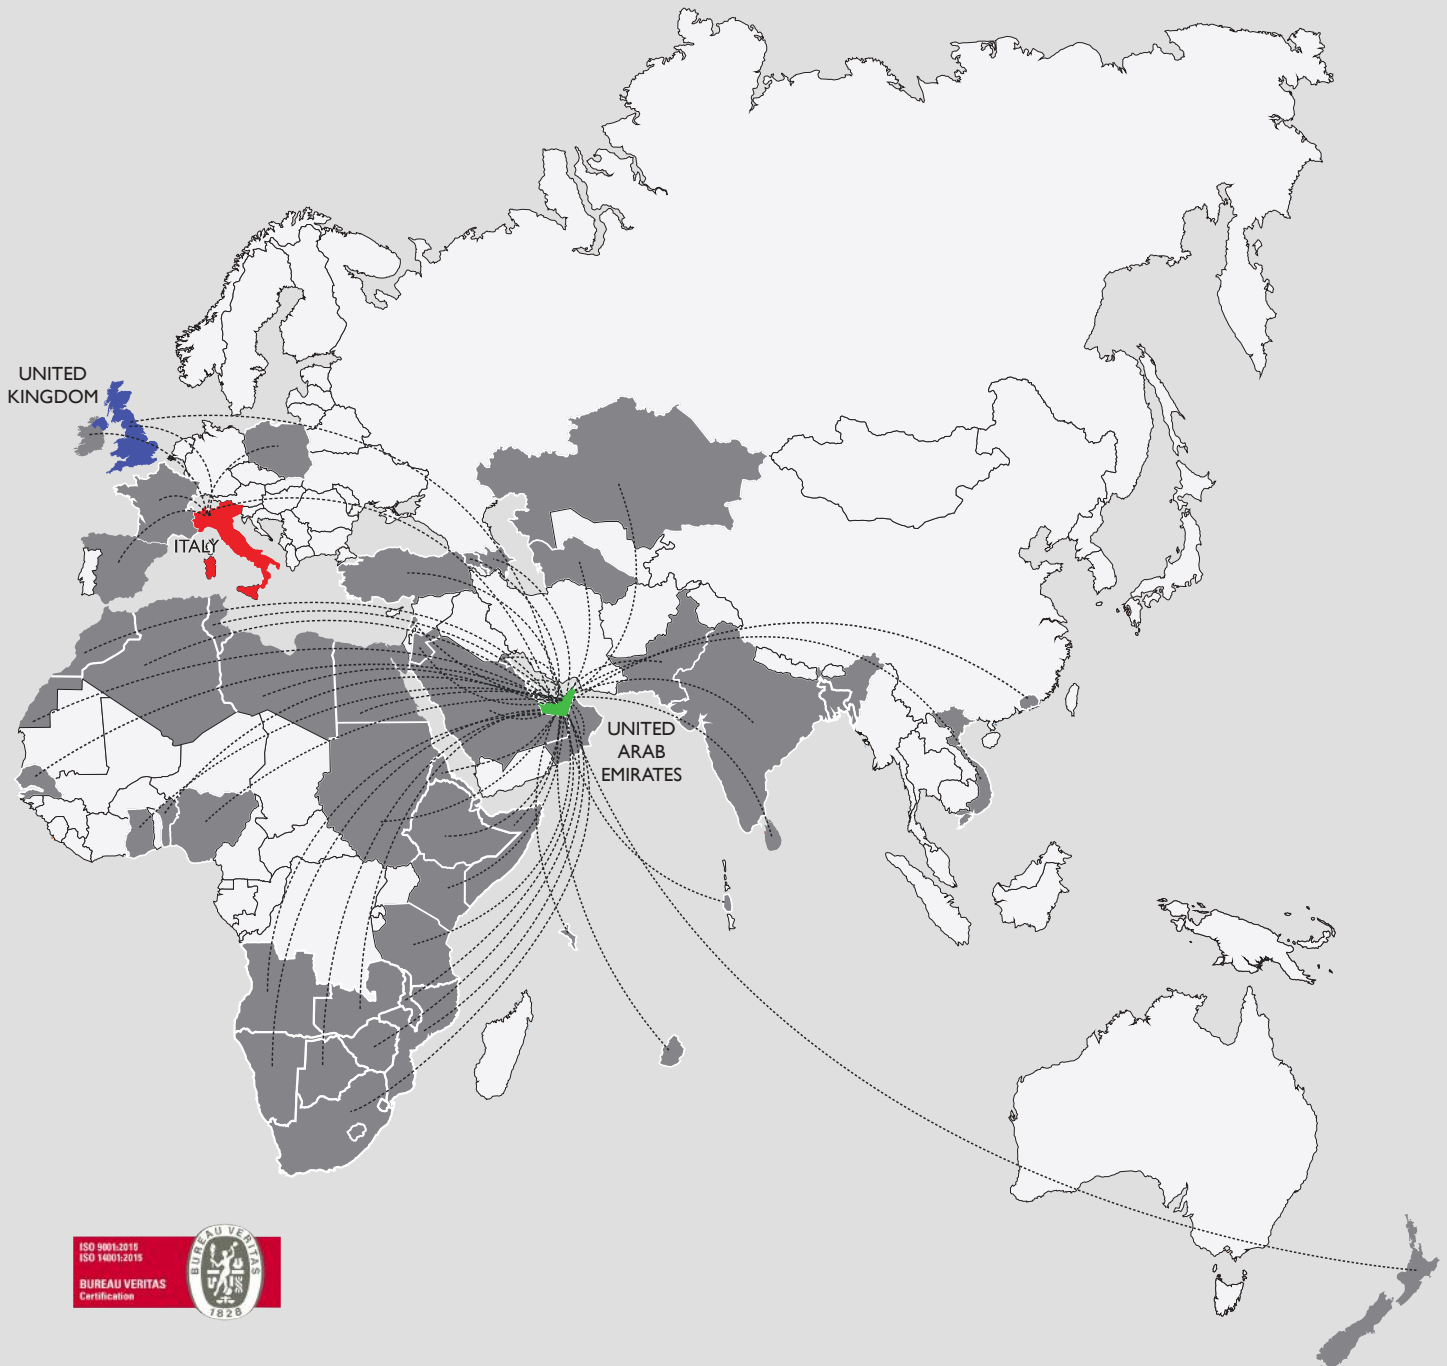 UNITED
KINGDOM
ITALY
UNITED
ARAB
EMIRATES
ISO 9001:2015
ISO 14001:2015
BUREAU VERITAS
Certification
BUREAU VERITAS
1828